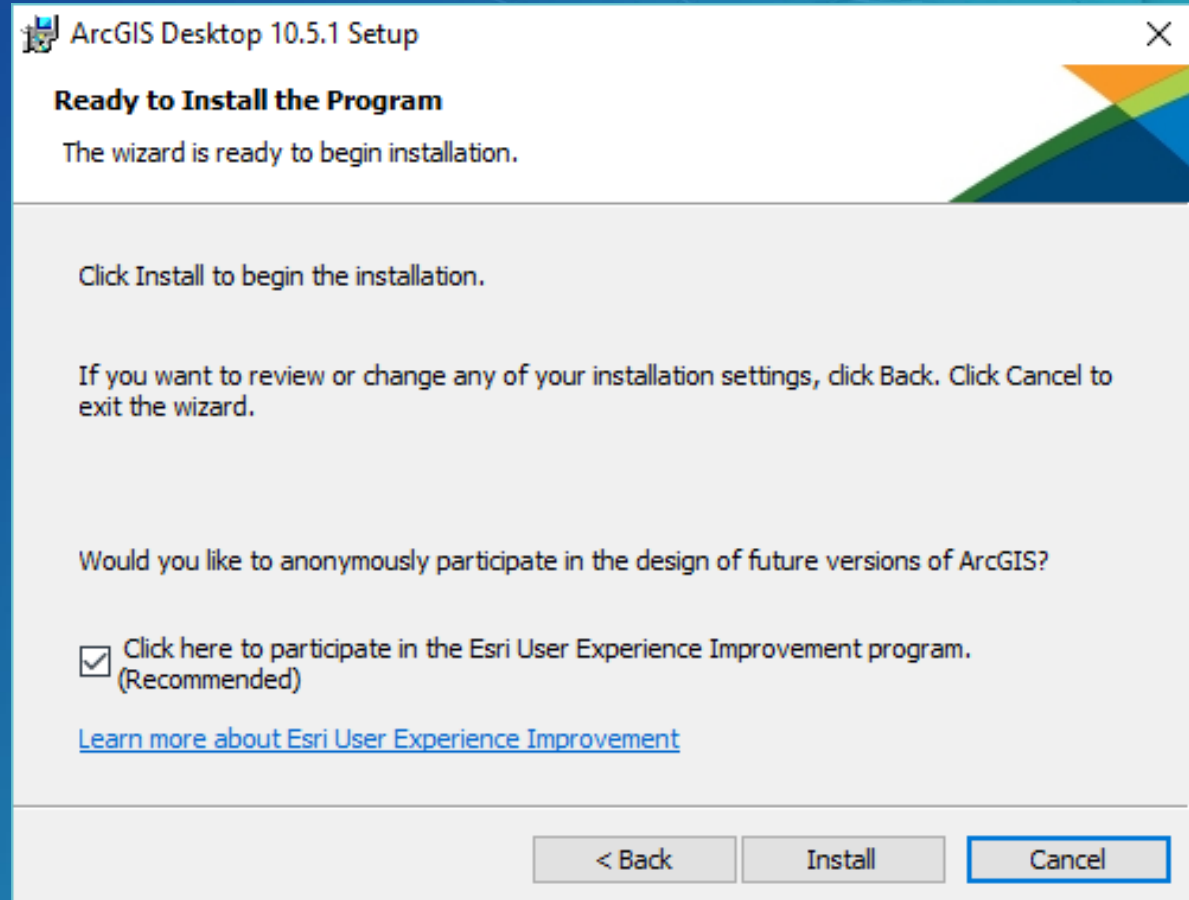 ArcGIS Desktop 10.5.1 Setup
Ready to Install the Program
The wizard is ready to begin installation.
Click Install to begin the installation.
If you want to review or change any of your installation settings, click Back. Click Cancel to
exit the wizard.
Would you like to anonymously participate in the design of future versions of ArcGIS?
Click here to participate in the Esri User Experience Improvement program.
(Recommended)
Learn more about Esri User Experience Improvement
< Back
Install
Cancel